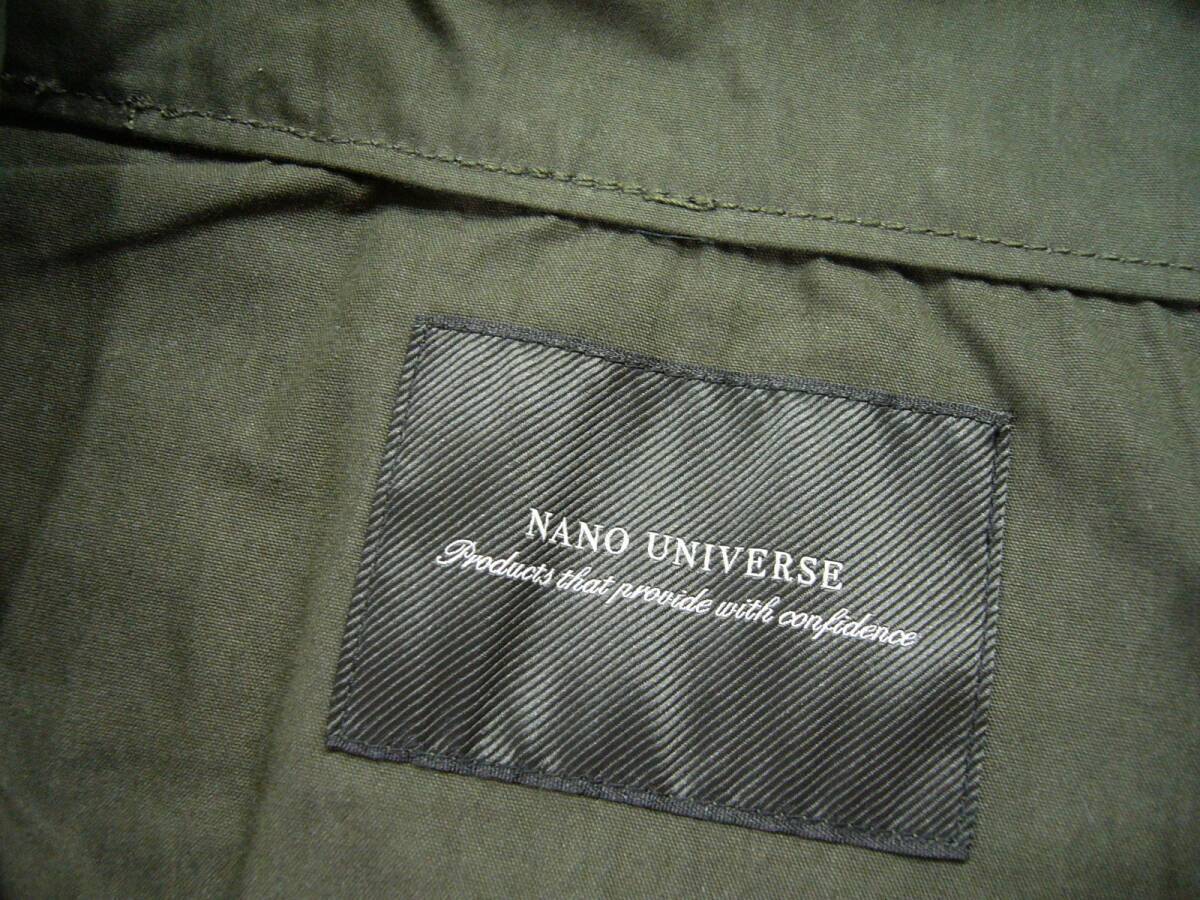 NANO UNIVERSE
Products that provide with confidence